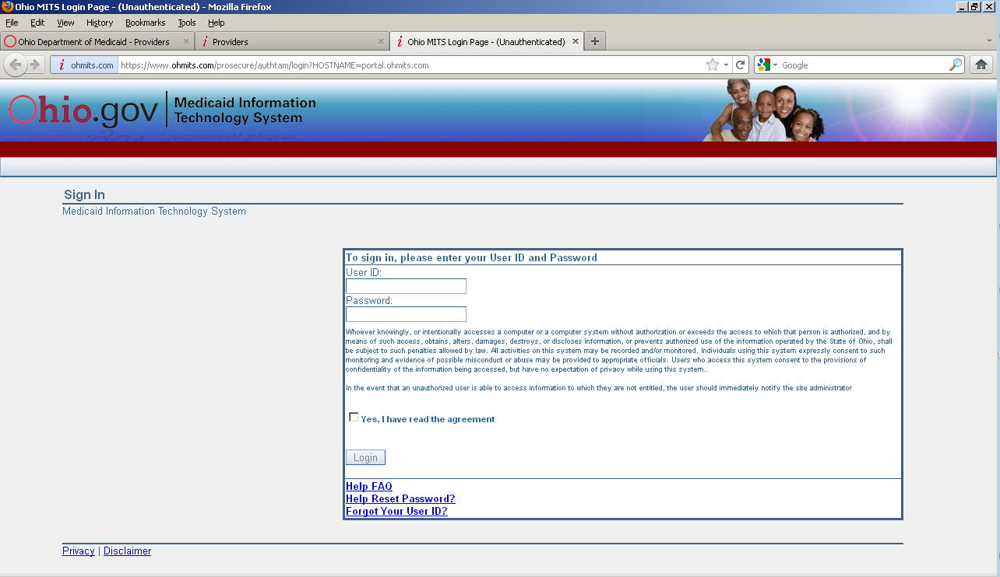 Ohio MITS Login Page - (Unauthenticated) - Mozilla Firefox
File Edit View History Bookmarks Tools Help
Ohio Department of Medicaid - Providers Providers Ohio MITS Login Page - (Unauthenticated)
ohmits.com https://www.ohmits.com/prosecure/authtam/login?HOSTNAME=portal.ohmits.com Google
Ohio.gov Medicaid Information
Technology System
Sign In
Medicaid Information Technology System
To sign in, please enter your User ID and Password
User ID:
Password:
Whoever knowingly, or intentionally accesses a computer or a computer system without authorization or exceeds the access to which that person is authorized, and by
means of such access, obtains, alters, damages, destroys, or discloses information, or prevents authorized use of the information operated by the State of Ohio, shall
be subject to such penalties allowed by law. All activities on this system may be recorded and/or monitored. Individuals using this system expressly consent to such
monitoring and evidence of possible misconduct or abuse may be provided to appropriate officials. Users who access this system consent to the provisions of
confidentiality of the information being accessed, but have no expectation of privacy while using this system.
In the event that an unauthorized user is able to access information to which they are not entitled, the user should immediately notify the site administrator
Yes, I have read the agreement
Login
Help FAQ
Help Reset Password?
Forgot Your User ID?
Privacy | Disclaimer